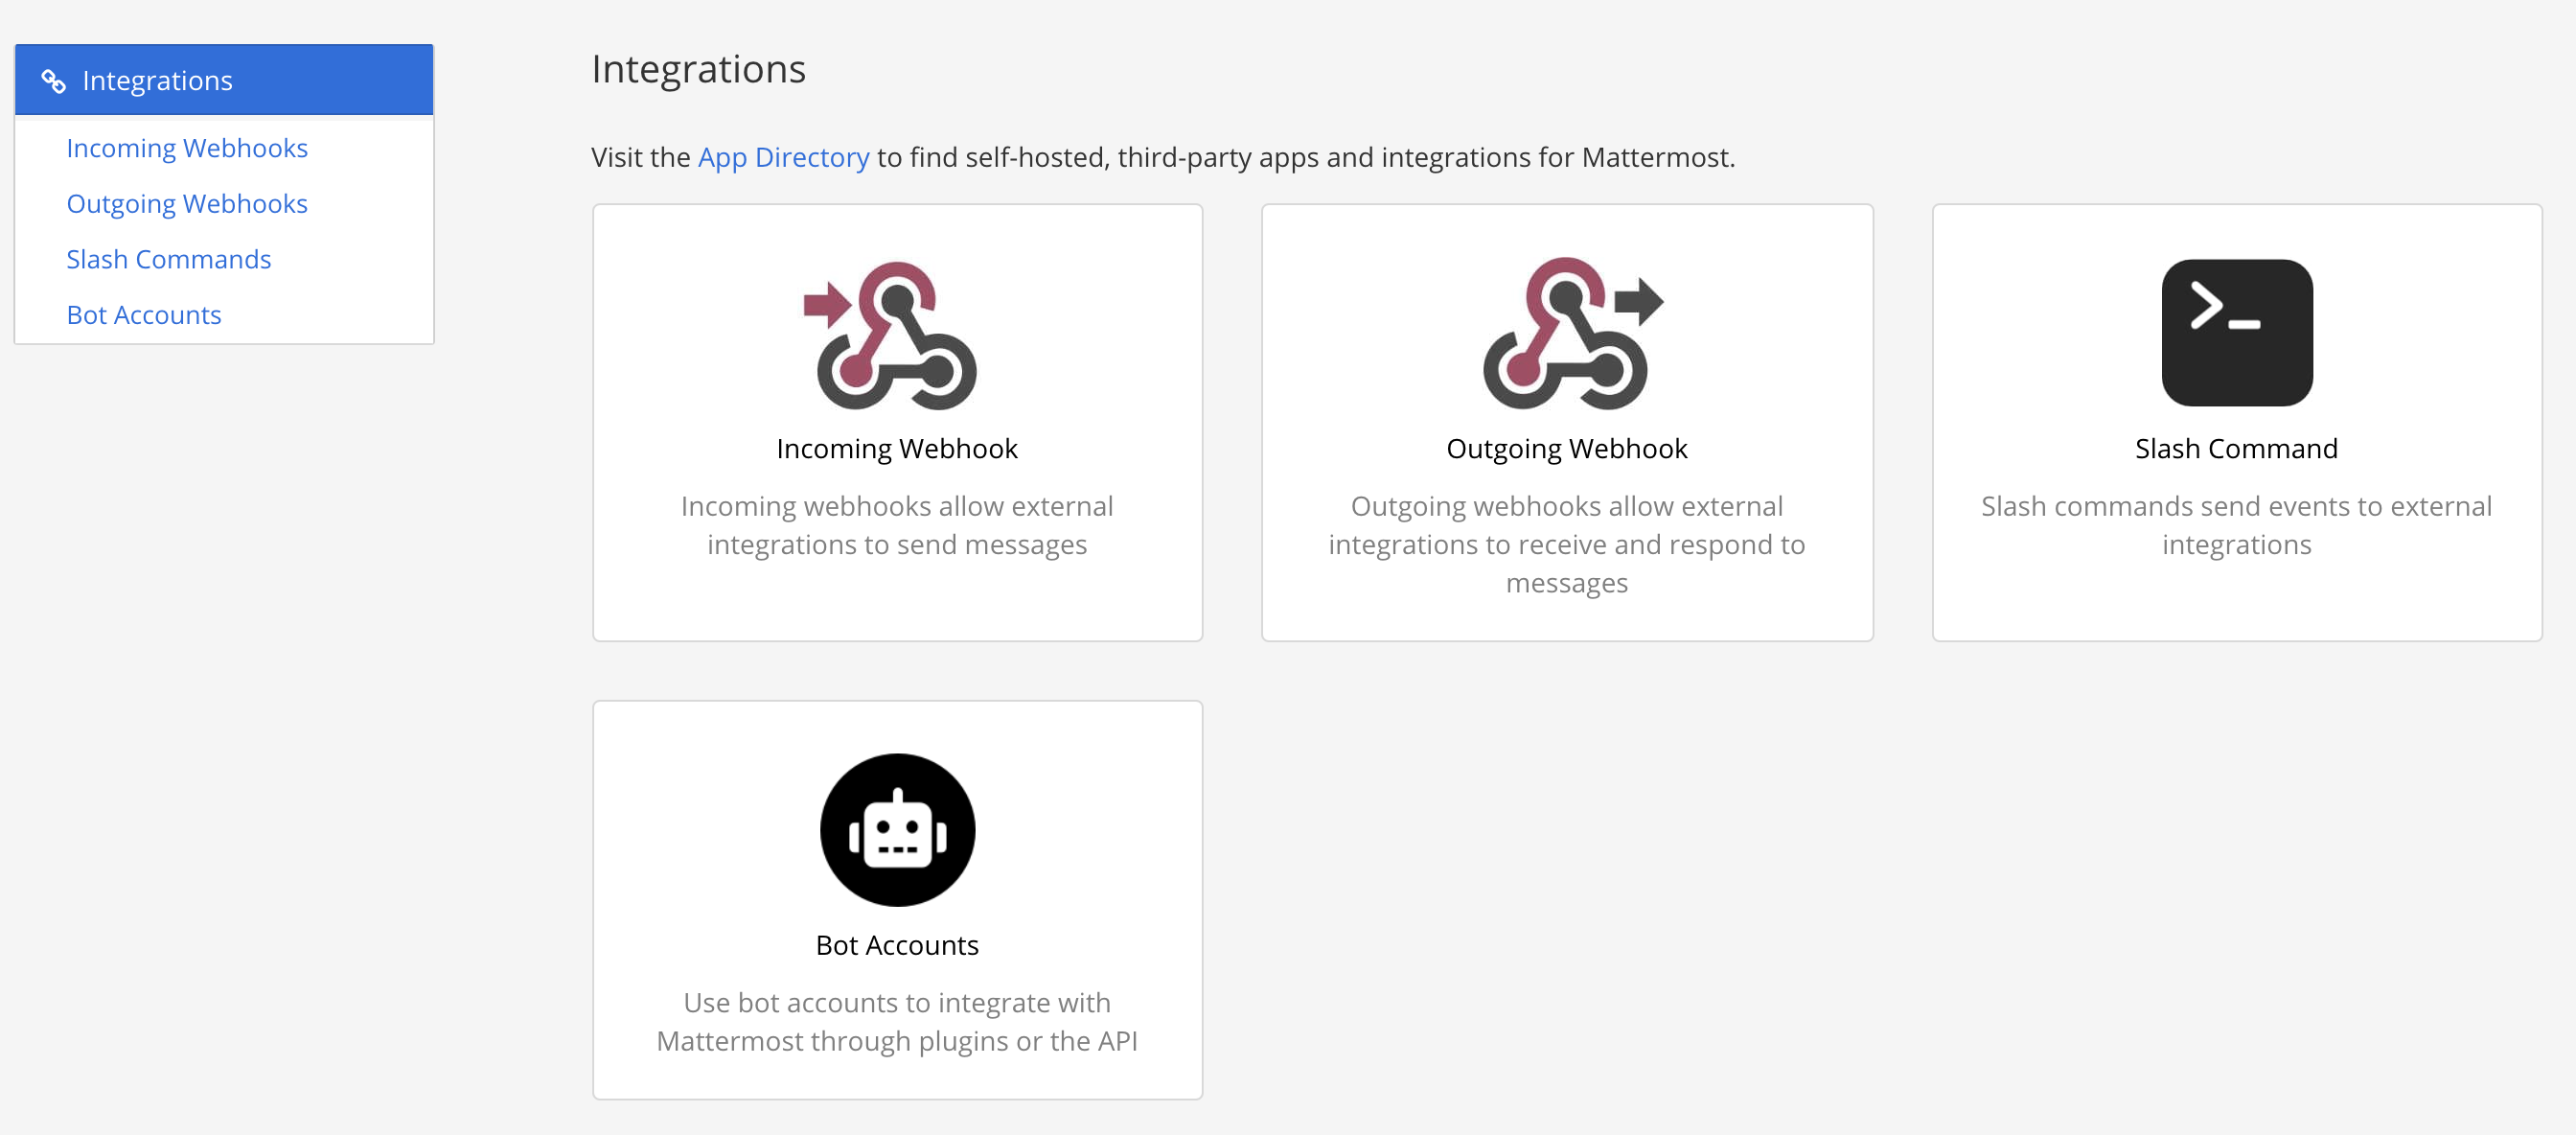 Integrations
Incoming Webhooks
Outgoing Webhooks
Slash Commands
Bot Accounts
Integrations
Visit the App Directory to find self-hosted, third-party apps and integrations for Mattermost.
Incoming Webhook
Incoming webhooks allow external
integrations to send messages
Outgoing Webhook
Outgoing webhooks allow external
integrations to receive and respond to
messages
Slash Command
Slash commands send events to external
integrations
Bot Accounts
Use bot accounts to integrate with
Mattermost through plugins or the API